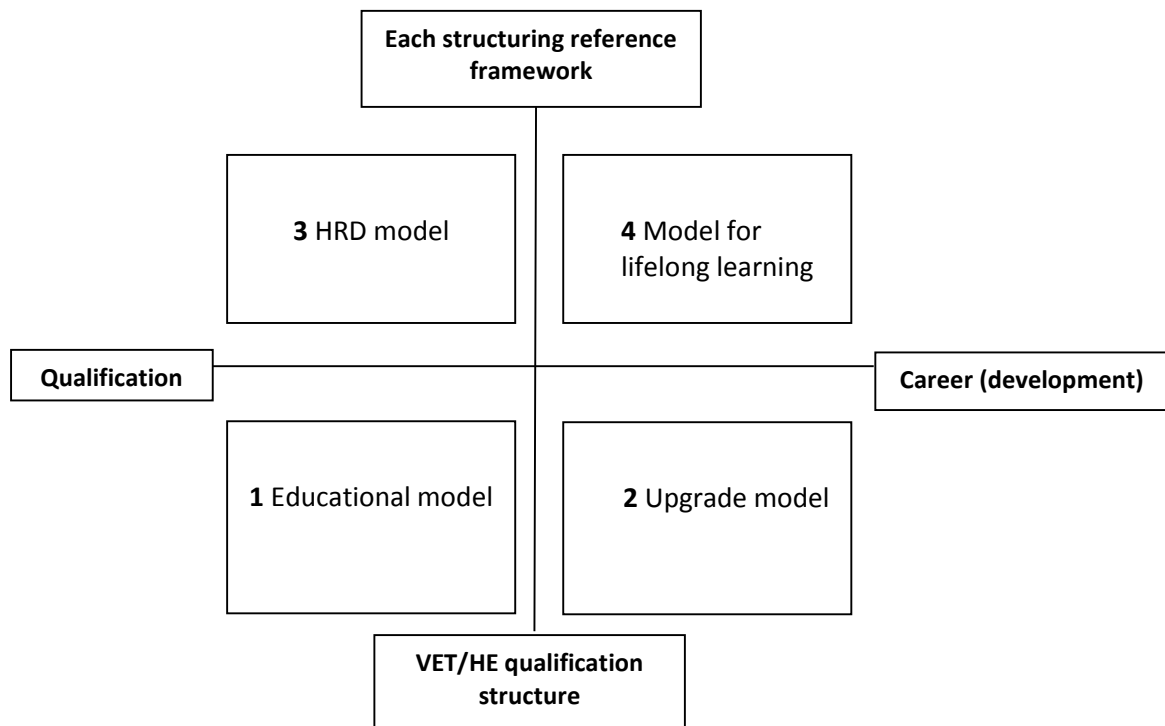 Each structuring reference
framework
3 HRD model
4 Model for
lifelong learning
Qualification
Career (development)
1 Educational model
2 Upgrade model
VET/HE qualification
structure